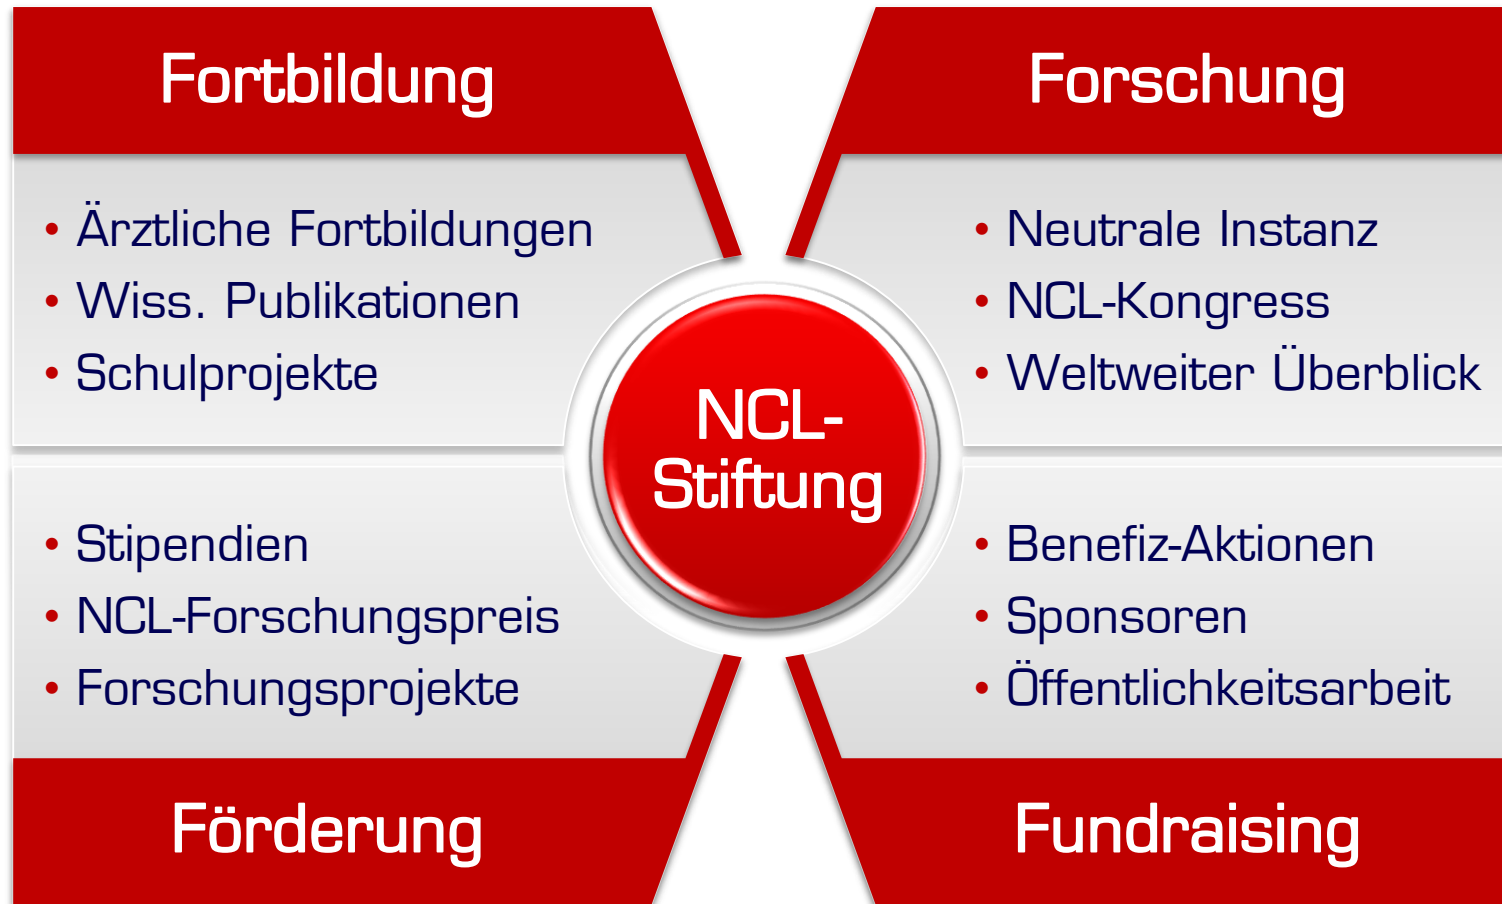 Fortbildung
• Ärztliche Fortbildungen
• Wiss. Publikationen
• Schulprojekte
Forschung
• Neutrale Instanz
• NCL-Kongress
• Weltweiter Überblick
NCL-
Stiftung
• Stipendien
• NCL-Forschungspreis
• Forschungsprojekte
Förderung
• Benefiz-Aktionen
• Sponsoren
• Öffentlichkeitsarbeit
Fundraising